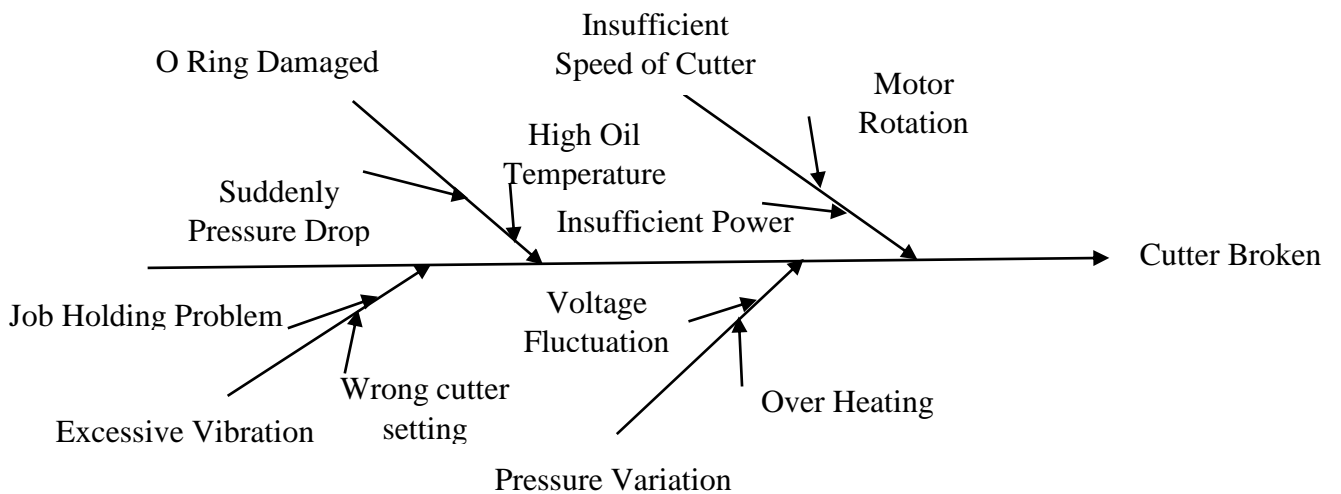 Insufficient
Speed of Cutter
O Ring Damaged
Motor
Rotation
High Oil
Temperature
Suddenly
Pressure Drop
Insufficient Power
Cutter Broken
Job Holding Problem
Voltage
Fluctuation
Wrong cutter
setting
Over Heating
Excessive Vibration
Pressure Variation